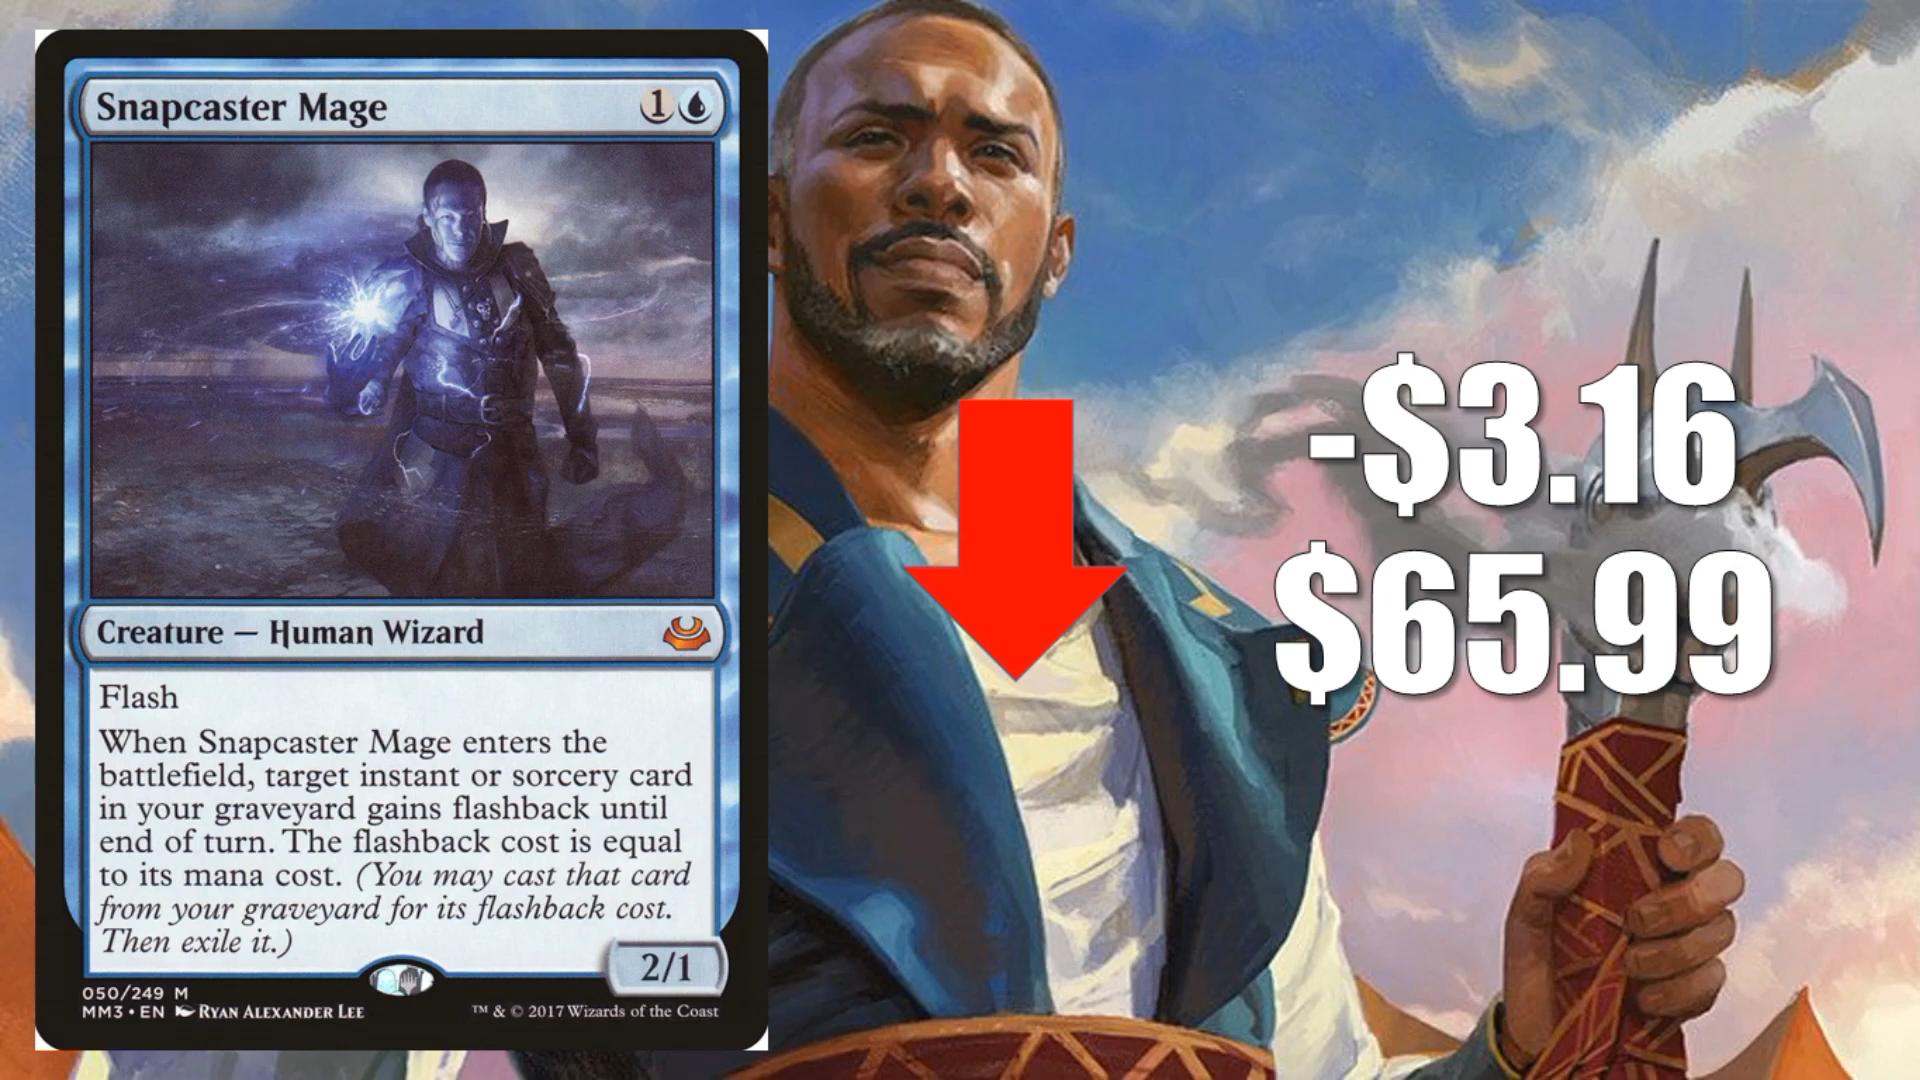 Snapcaster Mage 1
Creature — Human Wizard
Flash
When Snapcaster Mage enters the
battlefield, target instant or sorcery card
in your graveyard gains flashback until
end of turn. The flashback cost is equal
to its mana cost. (You may cast that card
from your graveyard for its flashback cost.
Then exile it.)
2/1
050/249 M
MM3 • EN RYAN ALEXANDER LEE
™ & © 2017 Wizards of the Coast
-$3.16
$65.99